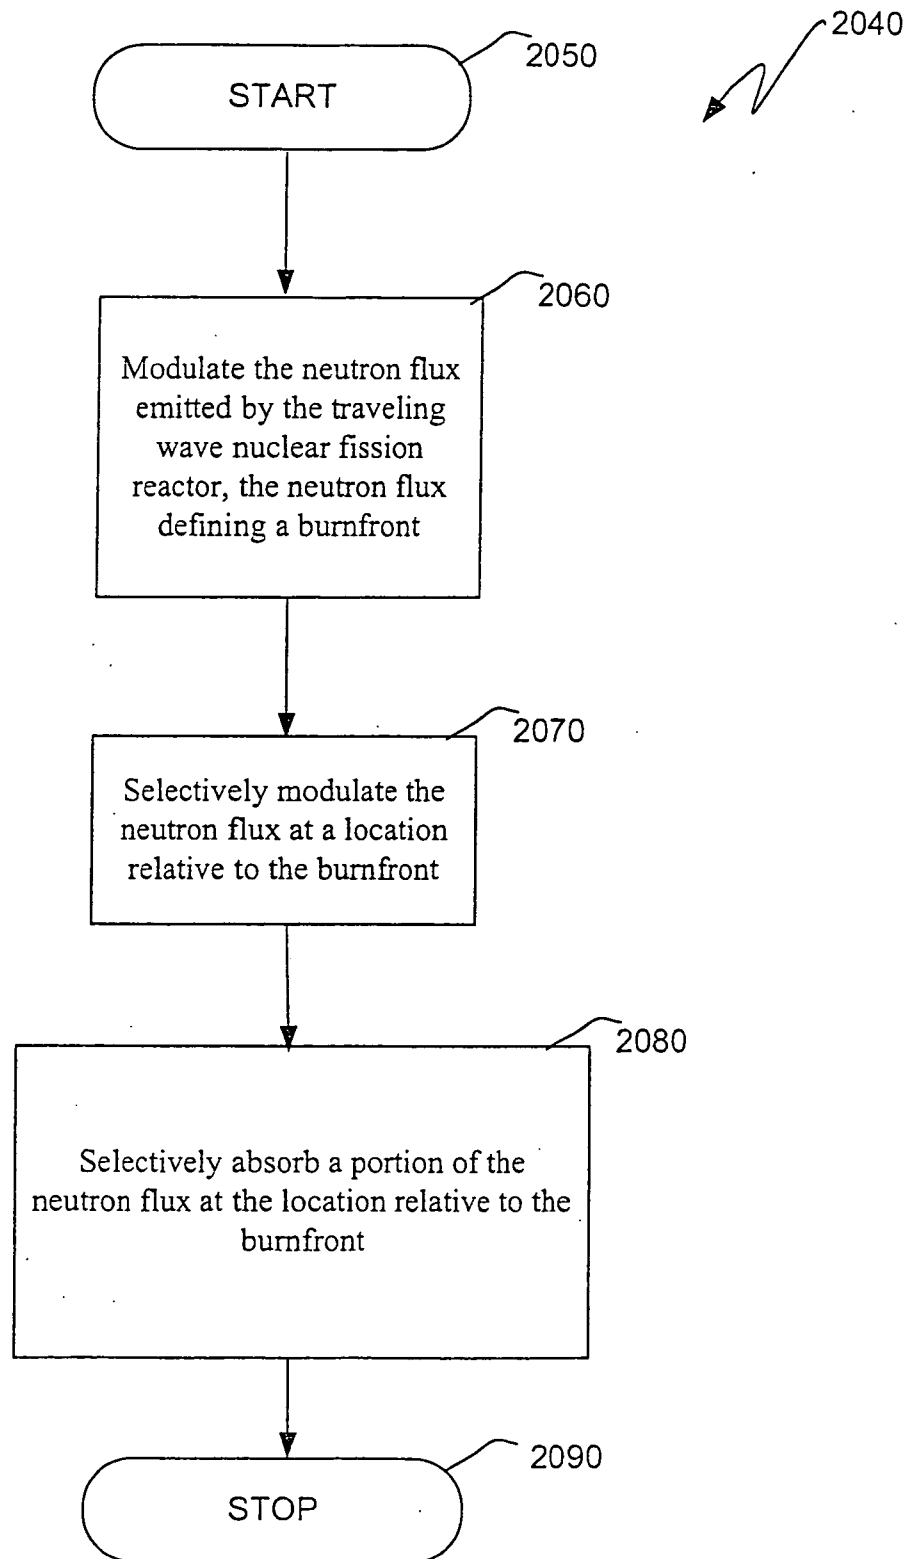 2040
2050
START
2060
Modulate the neutron flux
emitted by the traveling
wave nuclear fission
reactor, the neutron flux
defining a burnfront
2070
Selectively modulate the
neutron flux at a location
relative to the burnfront
2080
Selectively absorb a portion of the
neutron flux at the location relative to the
burnfront
2090
STOP